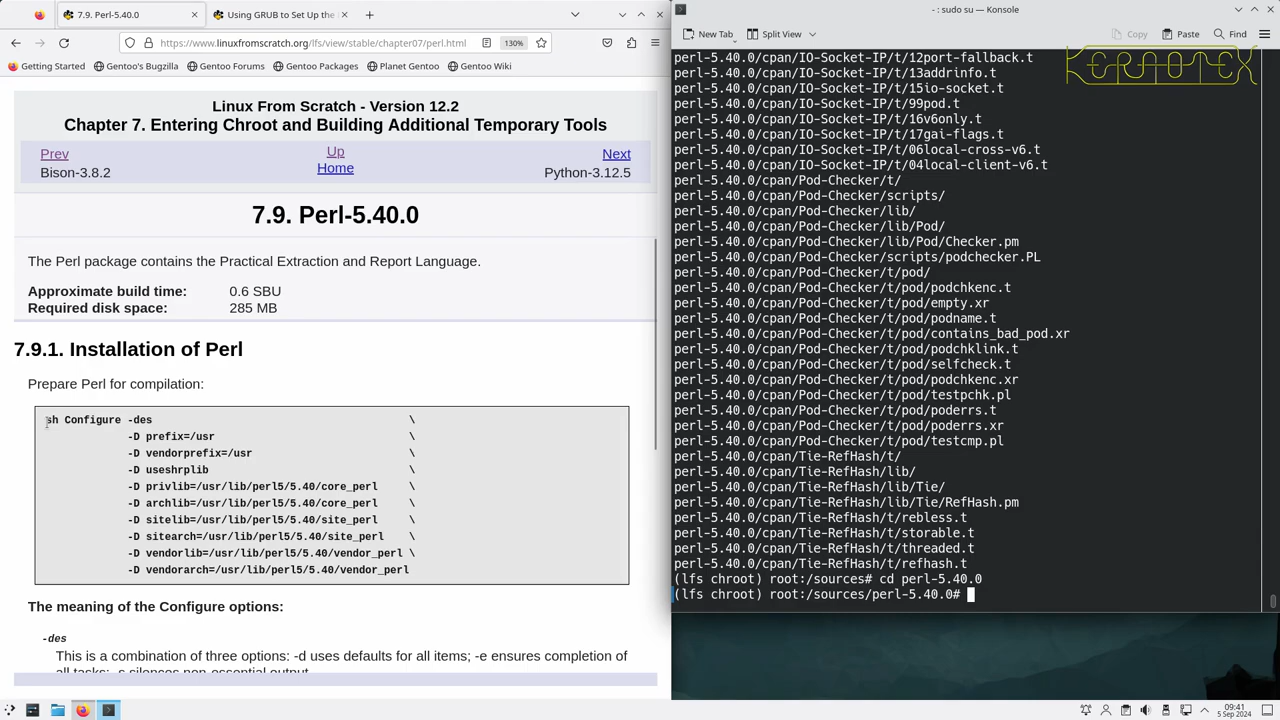 7.9. Perl-5.40.0
Using GRUB to Set Up the
https://www.linuxfromscratch.org/lfs/view/stable/chapter07/perl.html
130%
Getting Started
Gentoo's Bugzilla
Gentoo Forums
Gentoo Packages
Planet Gentoo
Gentoo Wiki
Linux From Scratch - Version 12.2
Chapter 7. Entering Chroot and Building Additional Temporary Tools
Prev
Up
Next
Bison-3.8.2
Home
Python-3.12.5
7.9. Perl-5.40.0
The Perl package contains the Practical Extraction and Report Language.
Approximate build time: 0.6 SBU
Required disk space: 285 MB
7.9.1. Installation of Perl
Prepare Perl for compilation:
sh Configure -des \
-D prefix=/usr \
-D vendorprefix=/usr \
-D useshrplib \
-D privlib=/usr/lib/perl5/5.40/core_perl \
-D archlib=/usr/lib/perl5/5.40/core_perl \
-D sitelib=/usr/lib/perl5/5.40/site_perl \
-D sitearch=/usr/lib/perl5/5.40/site_perl \
-D vendorlib=/usr/lib/perl5/5.40/vendor_perl \
-D vendorarch=/usr/lib/perl5/5.40/vendor_perl
The meaning of the Configure options:
-des
This is a combination of three options: -d uses defaults for all items; -e ensures completion of
all tasks; -s silences non-essential output.
- : sudo su — Konsole
New Tab
Split View
Copy
Paste
Find
KERAOTEX
perl-5.40.0/cpan/IO-Socket-IP/t/12port-fallback.t
perl-5.40.0/cpan/IO-Socket-IP/t/13addrinfo.t
perl-5.40.0/cpan/IO-Socket-IP/t/15io-socket.t
perl-5.40.0/cpan/IO-Socket-IP/t/99pod.t
perl-5.40.0/cpan/IO-Socket-IP/t/16v6only.t
perl-5.40.0/cpan/IO-Socket-IP/t/17gai-flags.t
perl-5.40.0/cpan/IO-Socket-IP/t/06local-cross-v6.t
perl-5.40.0/cpan/IO-Socket-IP/t/04local-client-v6.t
perl-5.40.0/cpan/Pod-Checker/t/
perl-5.40.0/cpan/Pod-Checker/scripts/
perl-5.40.0/cpan/Pod-Checker/lib/
perl-5.40.0/cpan/Pod-Checker/lib/Pod/
perl-5.40.0/cpan/Pod-Checker/lib/Pod/Checker.pm
perl-5.40.0/cpan/Pod-Checker/scripts/podchecker.PL
perl-5.40.0/cpan/Pod-Checker/t/pod/
perl-5.40.0/cpan/Pod-Checker/t/pod/podchkenc.t
perl-5.40.0/cpan/Pod-Checker/t/pod/empty.xr
perl-5.40.0/cpan/Pod-Checker/t/pod/podname.t
perl-5.40.0/cpan/Pod-Checker/t/pod/contains_bad_pod.xr
perl-5.40.0/cpan/Pod-Checker/t/pod/podchklink.t
perl-5.40.0/cpan/Pod-Checker/t/pod/selfcheck.t
perl-5.40.0/cpan/Pod-Checker/t/pod/podchkenc.xr
perl-5.40.0/cpan/Pod-Checker/t/pod/testpchk.pl
perl-5.40.0/cpan/Pod-Checker/t/pod/poderrs.t
perl-5.40.0/cpan/Pod-Checker/t/pod/poderrs.xr
perl-5.40.0/cpan/Pod-Checker/t/pod/testcmp.pl
perl-5.40.0/cpan/Tie-RefHash/t/
perl-5.40.0/cpan/Tie-RefHash/lib/
perl-5.40.0/cpan/Tie-RefHash/lib/Tie/
perl-5.40.0/cpan/Tie-RefHash/lib/Tie/RefHash.pm
perl-5.40.0/cpan/Tie-RefHash/t/rebless.t
perl-5.40.0/cpan/Tie-RefHash/t/storable.t
perl-5.40.0/cpan/Tie-RefHash/t/threaded.t
perl-5.40.0/cpan/Tie-RefHash/t/refhash.t
(lfs chroot) root:/sources# cd perl-5.40.0
(lfs chroot) root:/sources/perl-5.40.0#
09:41
5 Sep 2024